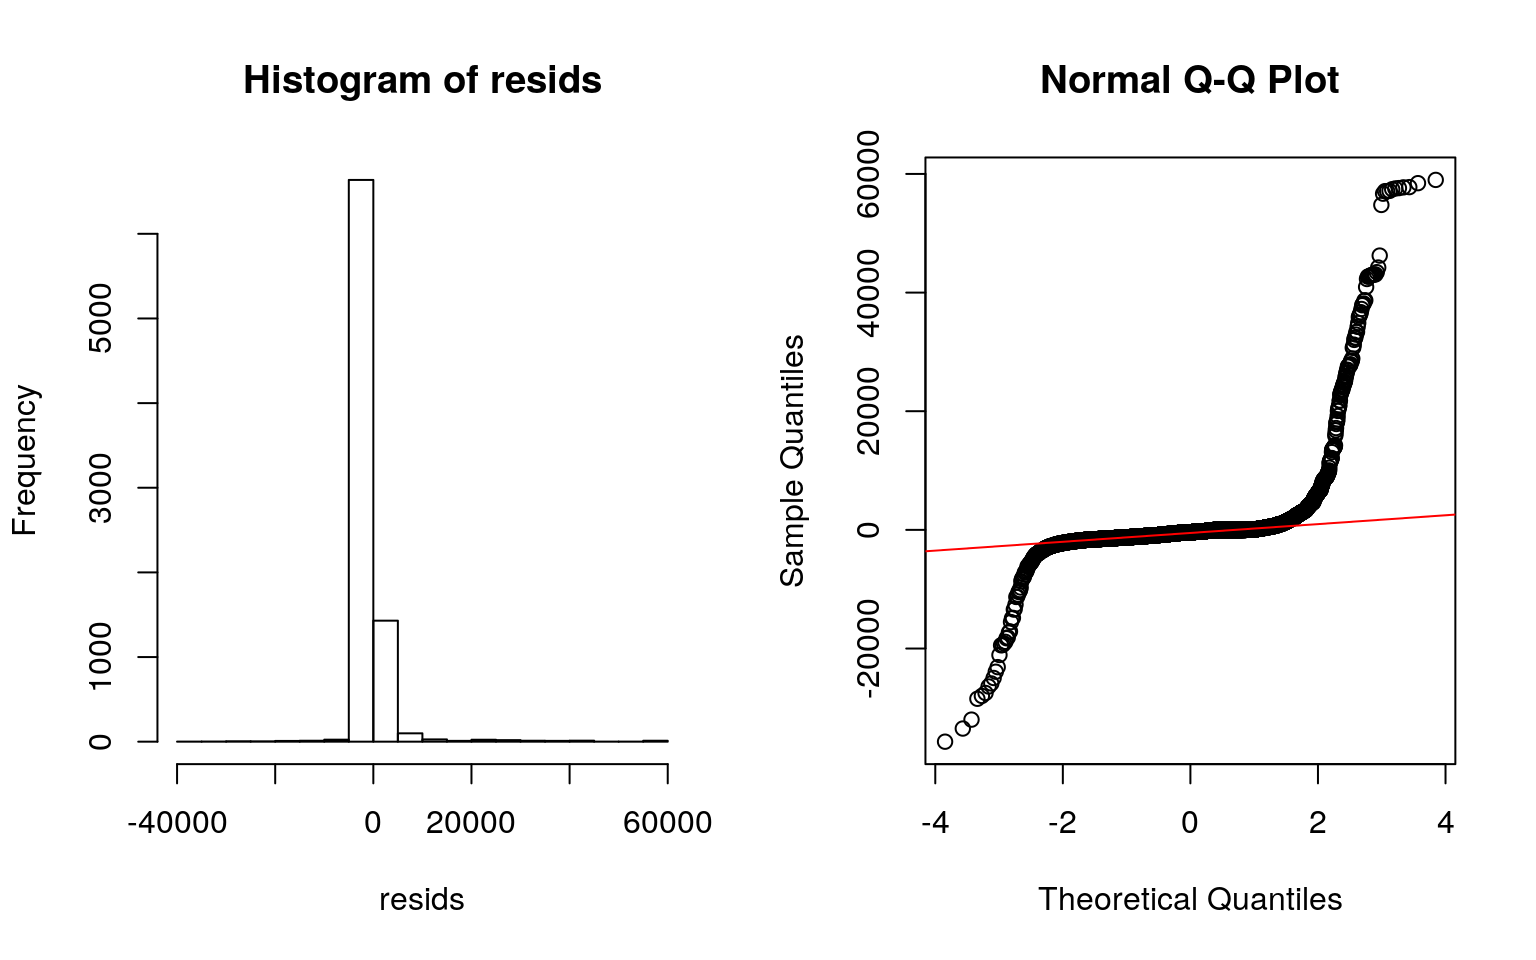 Histogram of resids
Frequency
0
1000
3000
5000
-40000 0 20000 60000
resids
Normal Q-Q Plot
Sample Quantiles
-20000
0
20000
40000
60000
-4 -2 0 2 4
Theoretical Quantiles